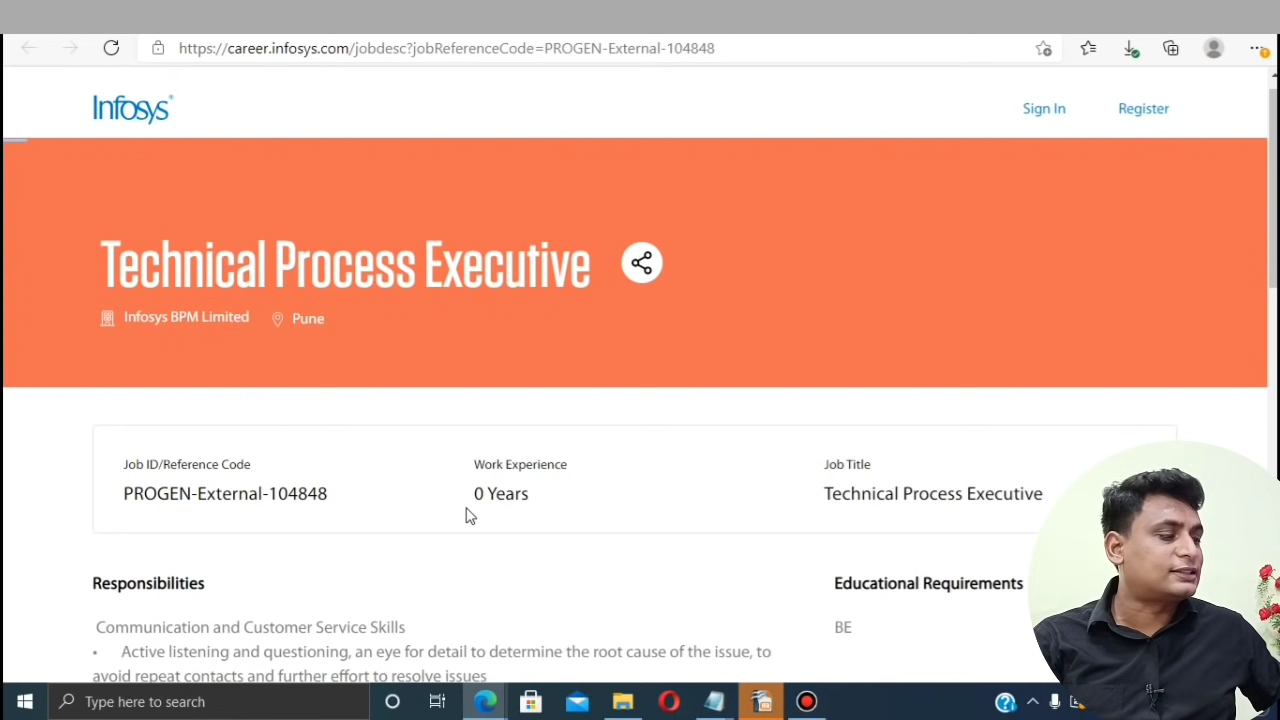 https://career.infosys.com/jobdesc?jobReferenceCode=PROGEN-External-104848
Infosys®
Sign In
Register
Technical Process Executive
Infosys BPM Limited
Pune
Job ID/Reference Code
Work Experience
Job Title
PROGEN-External-104848
0 Years
Technical Process Executive
Responsibilities
Educational Requirements
Communication and Customer Service Skills
BE
• Active listening and questioning, an eye for detail to determine the root cause of the issue, to
avoid repeat contacts and further effort to resolve issues
Type here to search